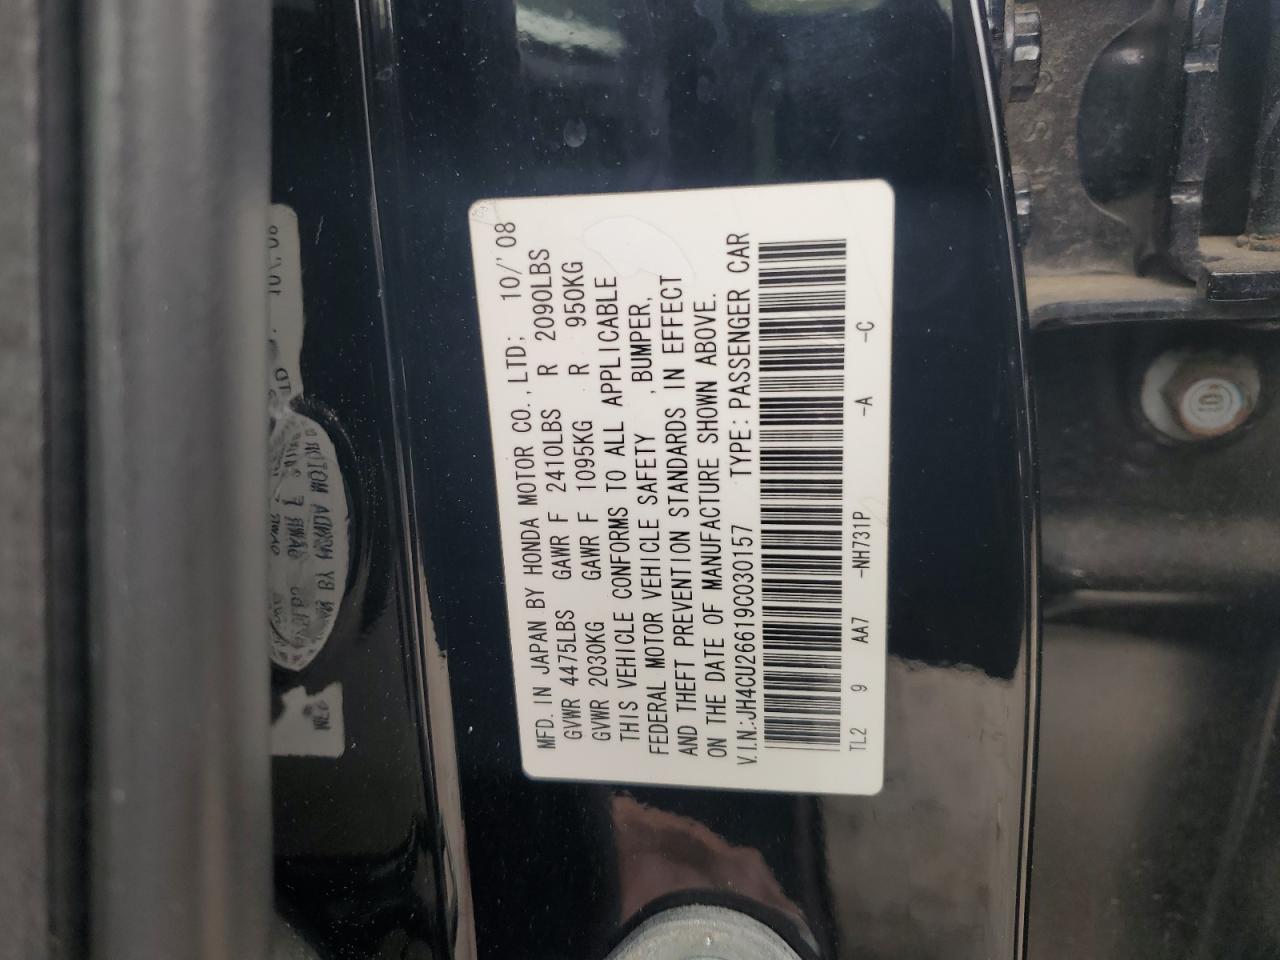 MFD. IN JAPAN BY HONDA MOTOR CO., LTD; 10/'08
GVWR 4475LBS GAWR F 2410LBS R 2090LBS
GVWR 2030KG GAWR F 1095KG R 950KG
THIS VEHICLE CONFORMS TO ALL APPLICABLE
FEDERAL MOTOR VEHICLE SAFETY , BUMPER,
AND THEFT PREVENTION STANDARDS IN EFFECT
ON THE DATE OF MANUFACTURE SHOWN ABOVE.
V.I.N.:JH4CU26619C030157 TYPE: PASSENGER CAR
TL2 9 AA7 -NH731P -A -C
10